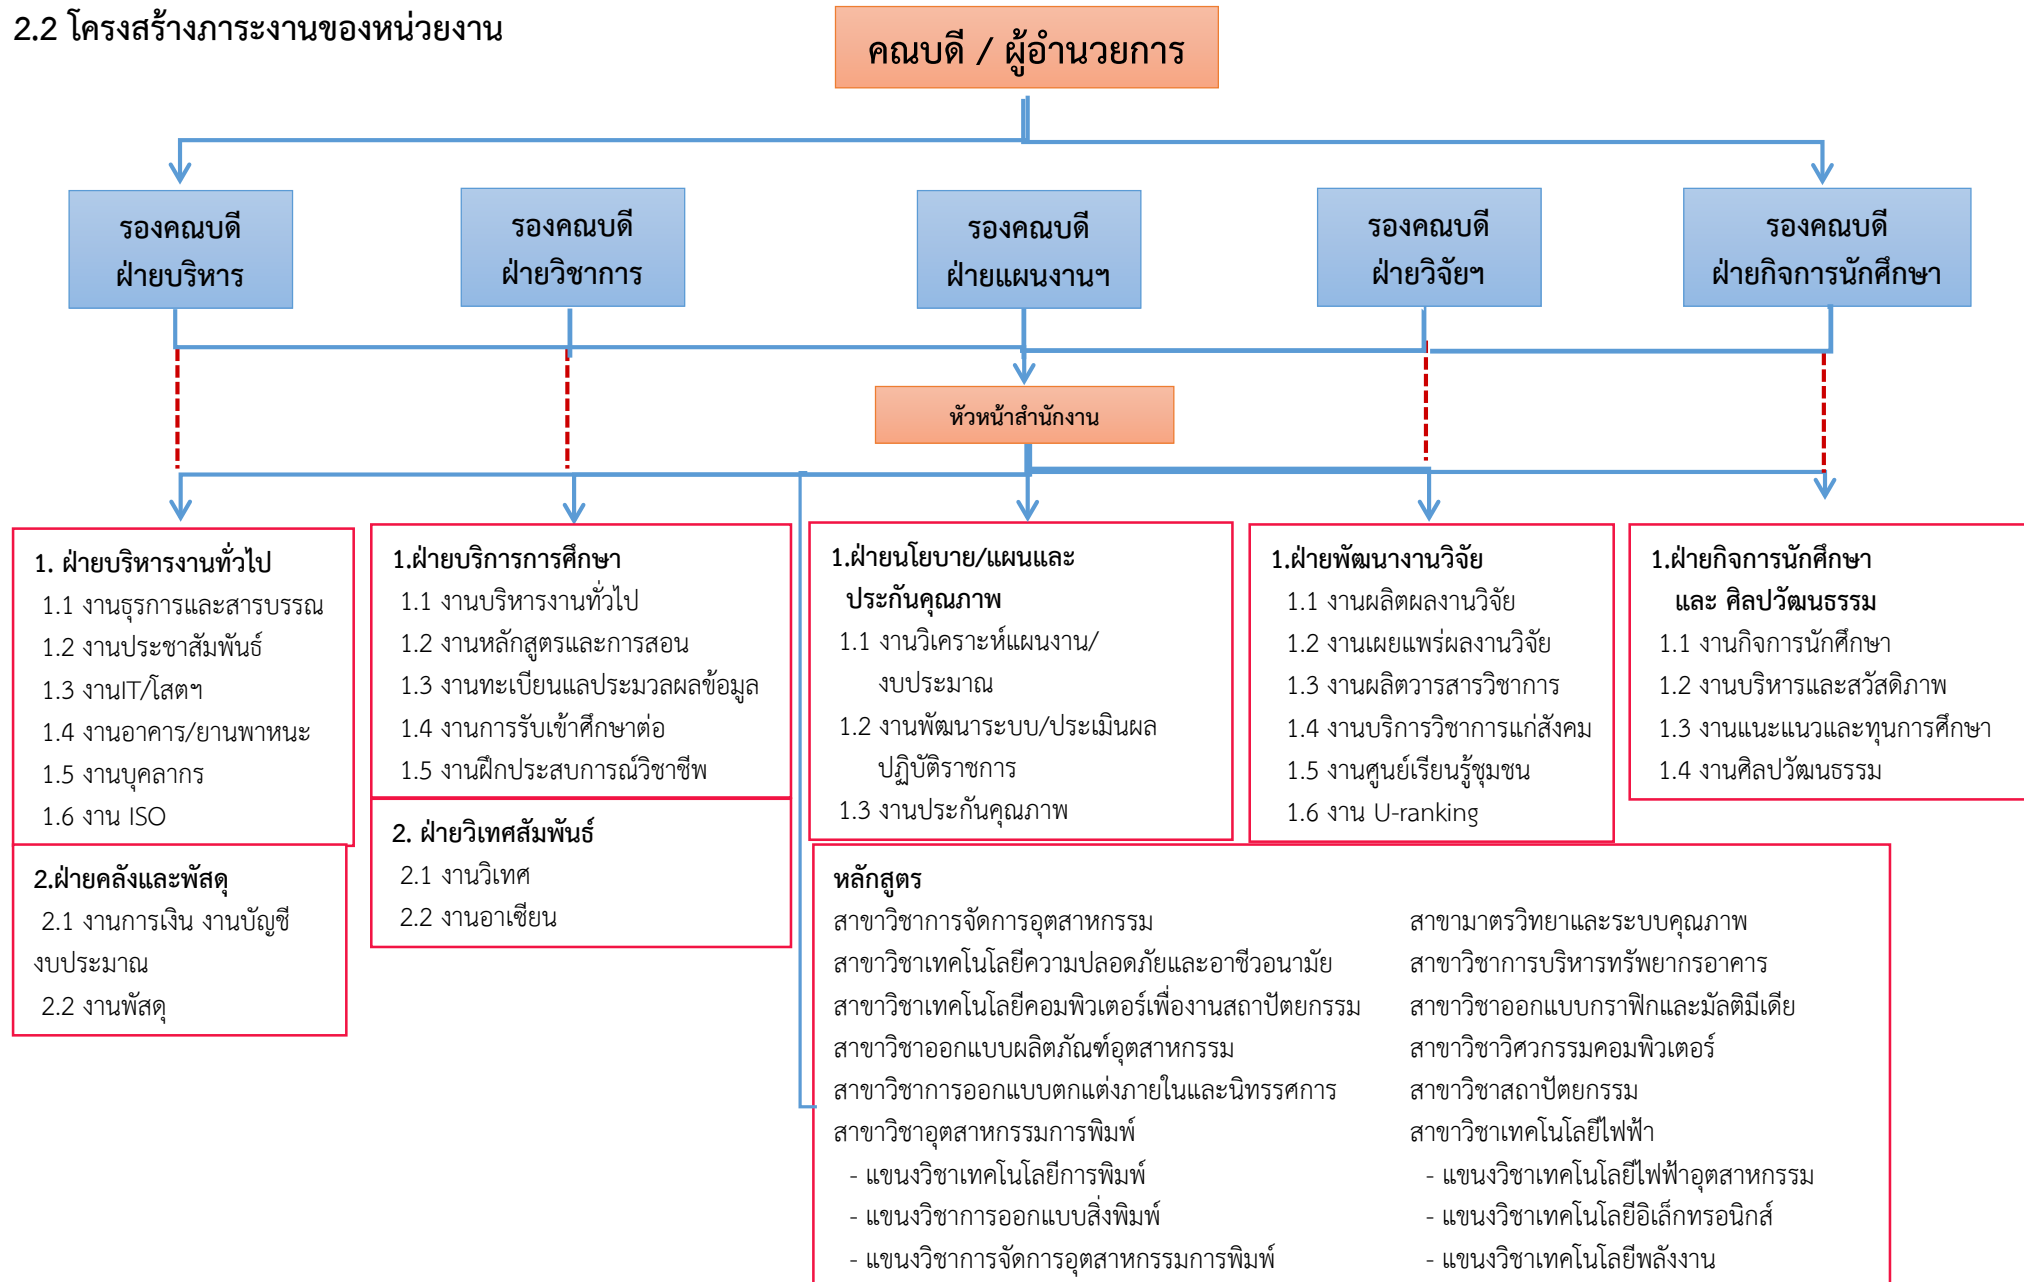 2.2 โครงสร้างภาระงานของหน่วยงาน
คณบดี / ผู้อำนวยการ
รองคณบดี
ฝ่ายบริหาร
รองคณบดี
ฝ่ายวิชาการ
รองคณบดี
ฝ่ายแผนงานฯ
รองคณบดี
ฝ่ายวิจัยฯ
รองคณบดี
ฝ่ายกิจการนักศึกษา
หัวหน้าสำนักงาน
1. ฝ่ายบริหารงานทั่วไป
1.1 งานธุรการและสารบรรณ
1.2 งานประชาสัมพันธ์
1.3 งานIT/โสตฯ
1.4 งานอาคาร/ยานพาหนะ
1.5 งานบุคลากร
1.6 งาน ISO
2.ฝ่ายคลังและพัสดุ
2.1 งานการเงิน งานบัญชี
งบประมาณ
2.2 งานพัสดุ
1.ฝ่ายบริการการศึกษา
1.1 งานบริหารงานทั่วไป
1.2 งานหลักสูตรและการสอน
1.3 งานทะเบียนแลประมวลผลข้อมูล
1.4 งานการรับเข้าศึกษาต่อ
1.5 งานฝึกประสบการณ์วิชาชีพ
2. ฝ่ายวิเทศสัมพันธ์
2.1 งานวิเทศ
2.2 งานอาเซียน
1.ฝ่ายนโยบาย/แผนและ
ประกันคุณภาพ
1.1 งานวิเคราะห์แผนงาน/
งบประมาณ
1.2 งานพัฒนาระบบ/ประเมินผล
ปฏิบัติราชการ
1.3 งานประกันคุณภาพ
1.ฝ่ายพัฒนางานวิจัย
1.1 งานผลิตผลงานวิจัย
1.2 งานเผยแพร่ผลงานวิจัย
1.3 งานผลิตวารสารวิชาการ
1.4 งานบริการวิชาการแก่สังคม
1.5 งานศูนย์เรียนรู้ชุมชน
1.6 งาน U-ranking
1.ฝ่ายกิจการนักศึกษา
และ ศิลปวัฒนธรรม
1.1 งานกิจการนักศึกษา
1.2 งานบริหารและสวัสดิภาพ
1.3 งานแนะแนวและทุนการศึกษา
1.4 งานศิลปวัฒนธรรม
หลักสูตร
สาขาวิชาการจัดการอุตสาหกรรม
สาขาวิชาเทคโนโลยีความปลอดภัยและอาชีวอนามัย
สาขาวิชาเทคโนโลยีคอมพิวเตอร์เพื่องานสถาปัตยกรรม
สาขาวิชาออกแบบผลิตภัณฑ์อุตสาหกรรม
สาขาวิชาการออกแบบตกแต่งภายในและนิทรรศการ
สาขาวิชาอุตสาหกรรมการพิมพ์
- แขนงวิชาเทคโนโลยีการพิมพ์
- แขนงวิชาการออกแบบสิ่งพิมพ์
- แขนงวิชาการจัดการอุตสาหกรรมการพิมพ์
สาขามาตรวิทยาและระบบคุณภาพ
สาขาวิชาการบริหารทรัพยากรอาคาร
สาขาวิชาออกแบบกราฟิกและมัลติมีเดีย
สาขาวิชาวิศวกรรมคอมพิวเตอร์
สาขาวิชาสถาปัตยกรรม
สาขาวิชาเทคโนโลยีไฟฟ้า
- แขนงวิชาเทคโนโลยีไฟฟ้าอุตสาหกรรม
- แขนงวิชาเทคโนโลยีอิเล็กทรอนิกส์
- แขนงวิชาเทคโนโลยีพลังงาน